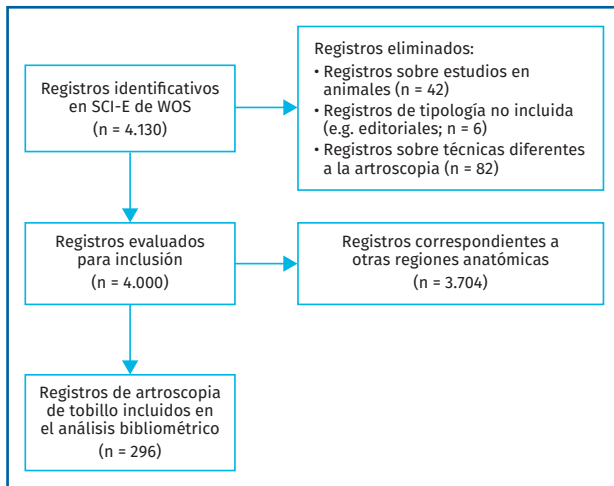 Registros identificativos
en SCI-E de WOS
(n = 4.130)
Registros eliminados:
• Registros sobre estudios en
animales (n = 42)
• Registros de tipología no incluida
(e.g. editoriales; n = 6)
• Registros sobre técnicas diferentes
a la artroscopia (n = 82)
Registros evaluados
para inclusión
(n = 4.000)
Registros correspondientes a
otras regiones anatómicas
(n = 3.704)
Registros de artroscopia
de tobillo incluidos en
el análisis bibliométrico
(n = 296)